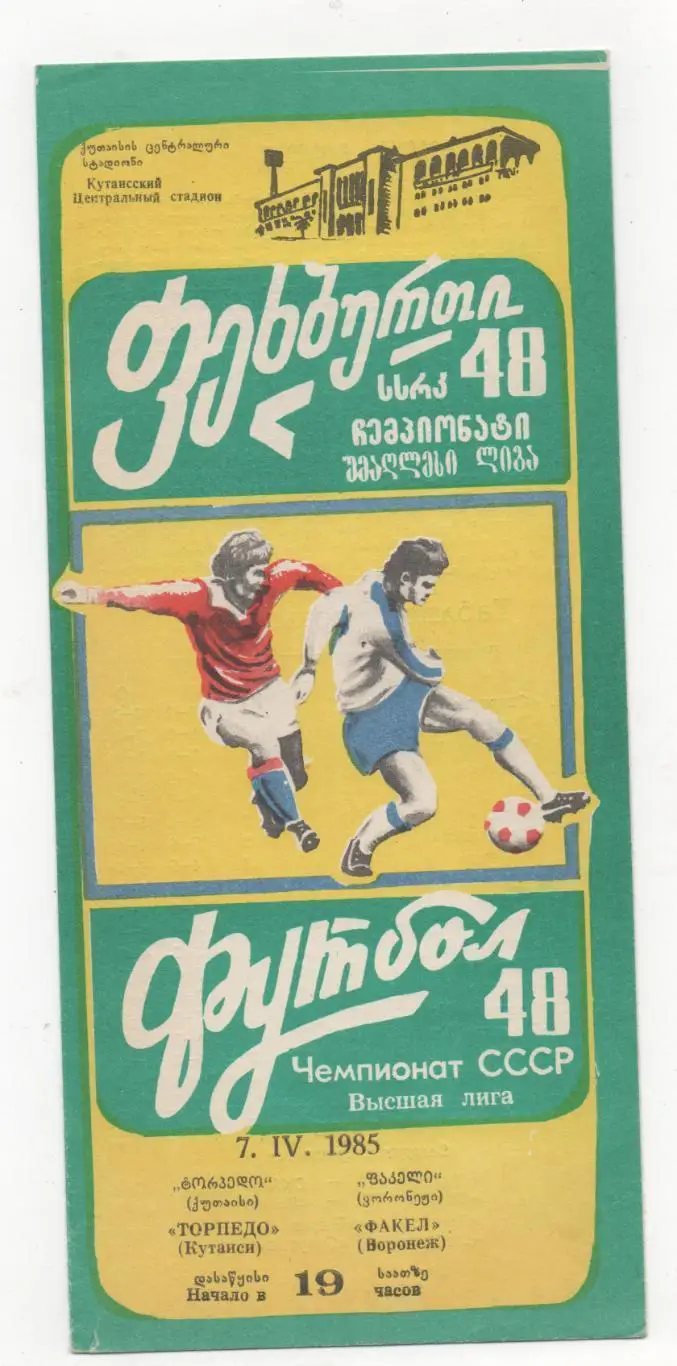 ქუთაისის ცენტრალური
სტადიონი
Кутаисский
Центральный стадион
ფეხბურთი
სსრკ 48
ჩემპიონატი
უმაღლესი ლიგა
Футбол
48
Чемпионат СССР
Высшая лига
7. IV. 1985
„ტორპედო“ „ფაკელი“
(ქუთაისი) (ვორონეჟი)
«ТОРПЕДО» «ФАКЕЛ»
(Кутаиси) (Воронеж)
დასაწყისი 19 საათზე
Начало в часов